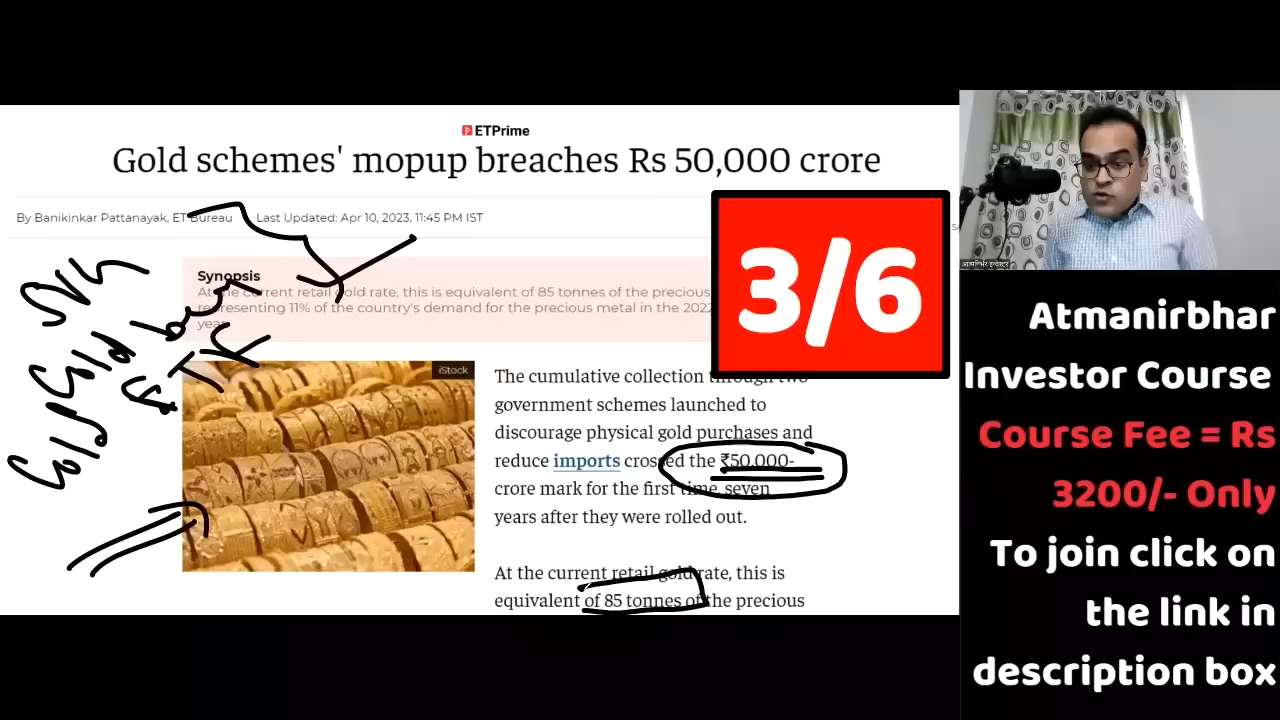 ETPrime
Gold schemes' mopup breaches Rs 50,000 crore
By Banikinkar Pattanayak, ET Bureau Last Updated: Apr 10, 2023, 11:45 PM IST
Synopsis
At the current retail gold rate, this is equivalent of 85 tonnes of the precious
representing 11% of the country's demand for the precious metal in the 2022
year.
iStock
The cumulative collection through two
government schemes launched to
discourage physical gold purchases and
reduce imports crossed the ₹50,000-
crore mark for the first time, seven
years after they were rolled out.
At the current retail gold rate, this is
equivalent of 85 tonnes of the precious
3/6
आत्मनिर्भर इन्वेस्टर
Atmanirbhar
Investor Course
Course Fee = Rs
3200/- Only
To join click on
the link in
description box